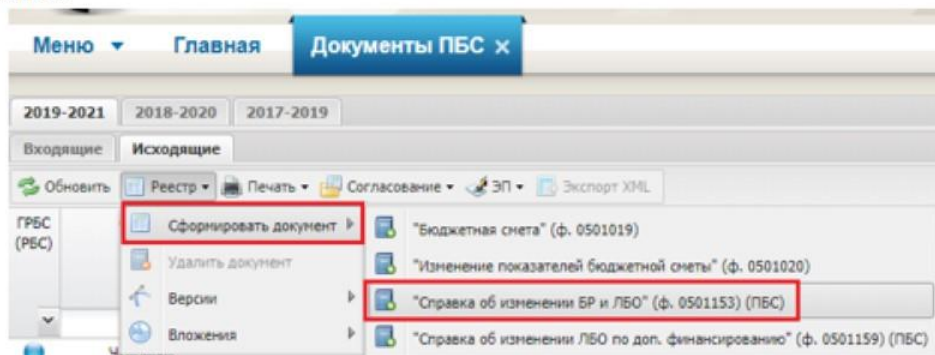 Меню Главная Документы ПБС ×
2019-2021 2018-2020 2017-2019
Входящие Исходящие
Обновить Реестр Печать Согласование ЭП Экспорт XML
ГРБС
(РБС)
Сформировать документ
Удалить документ
Версии
Вложения
"Бюджетная смета" (ф. 0501019)
"Изменение показателей бюджетной сметы" (ф. 0501020)
"Справка об изменении БР и ЛБО" (ф. 0501153) (ПБС)
"Справка об изменении ЛБО по доп. финансированию" (ф. 0501159) (ПБС)